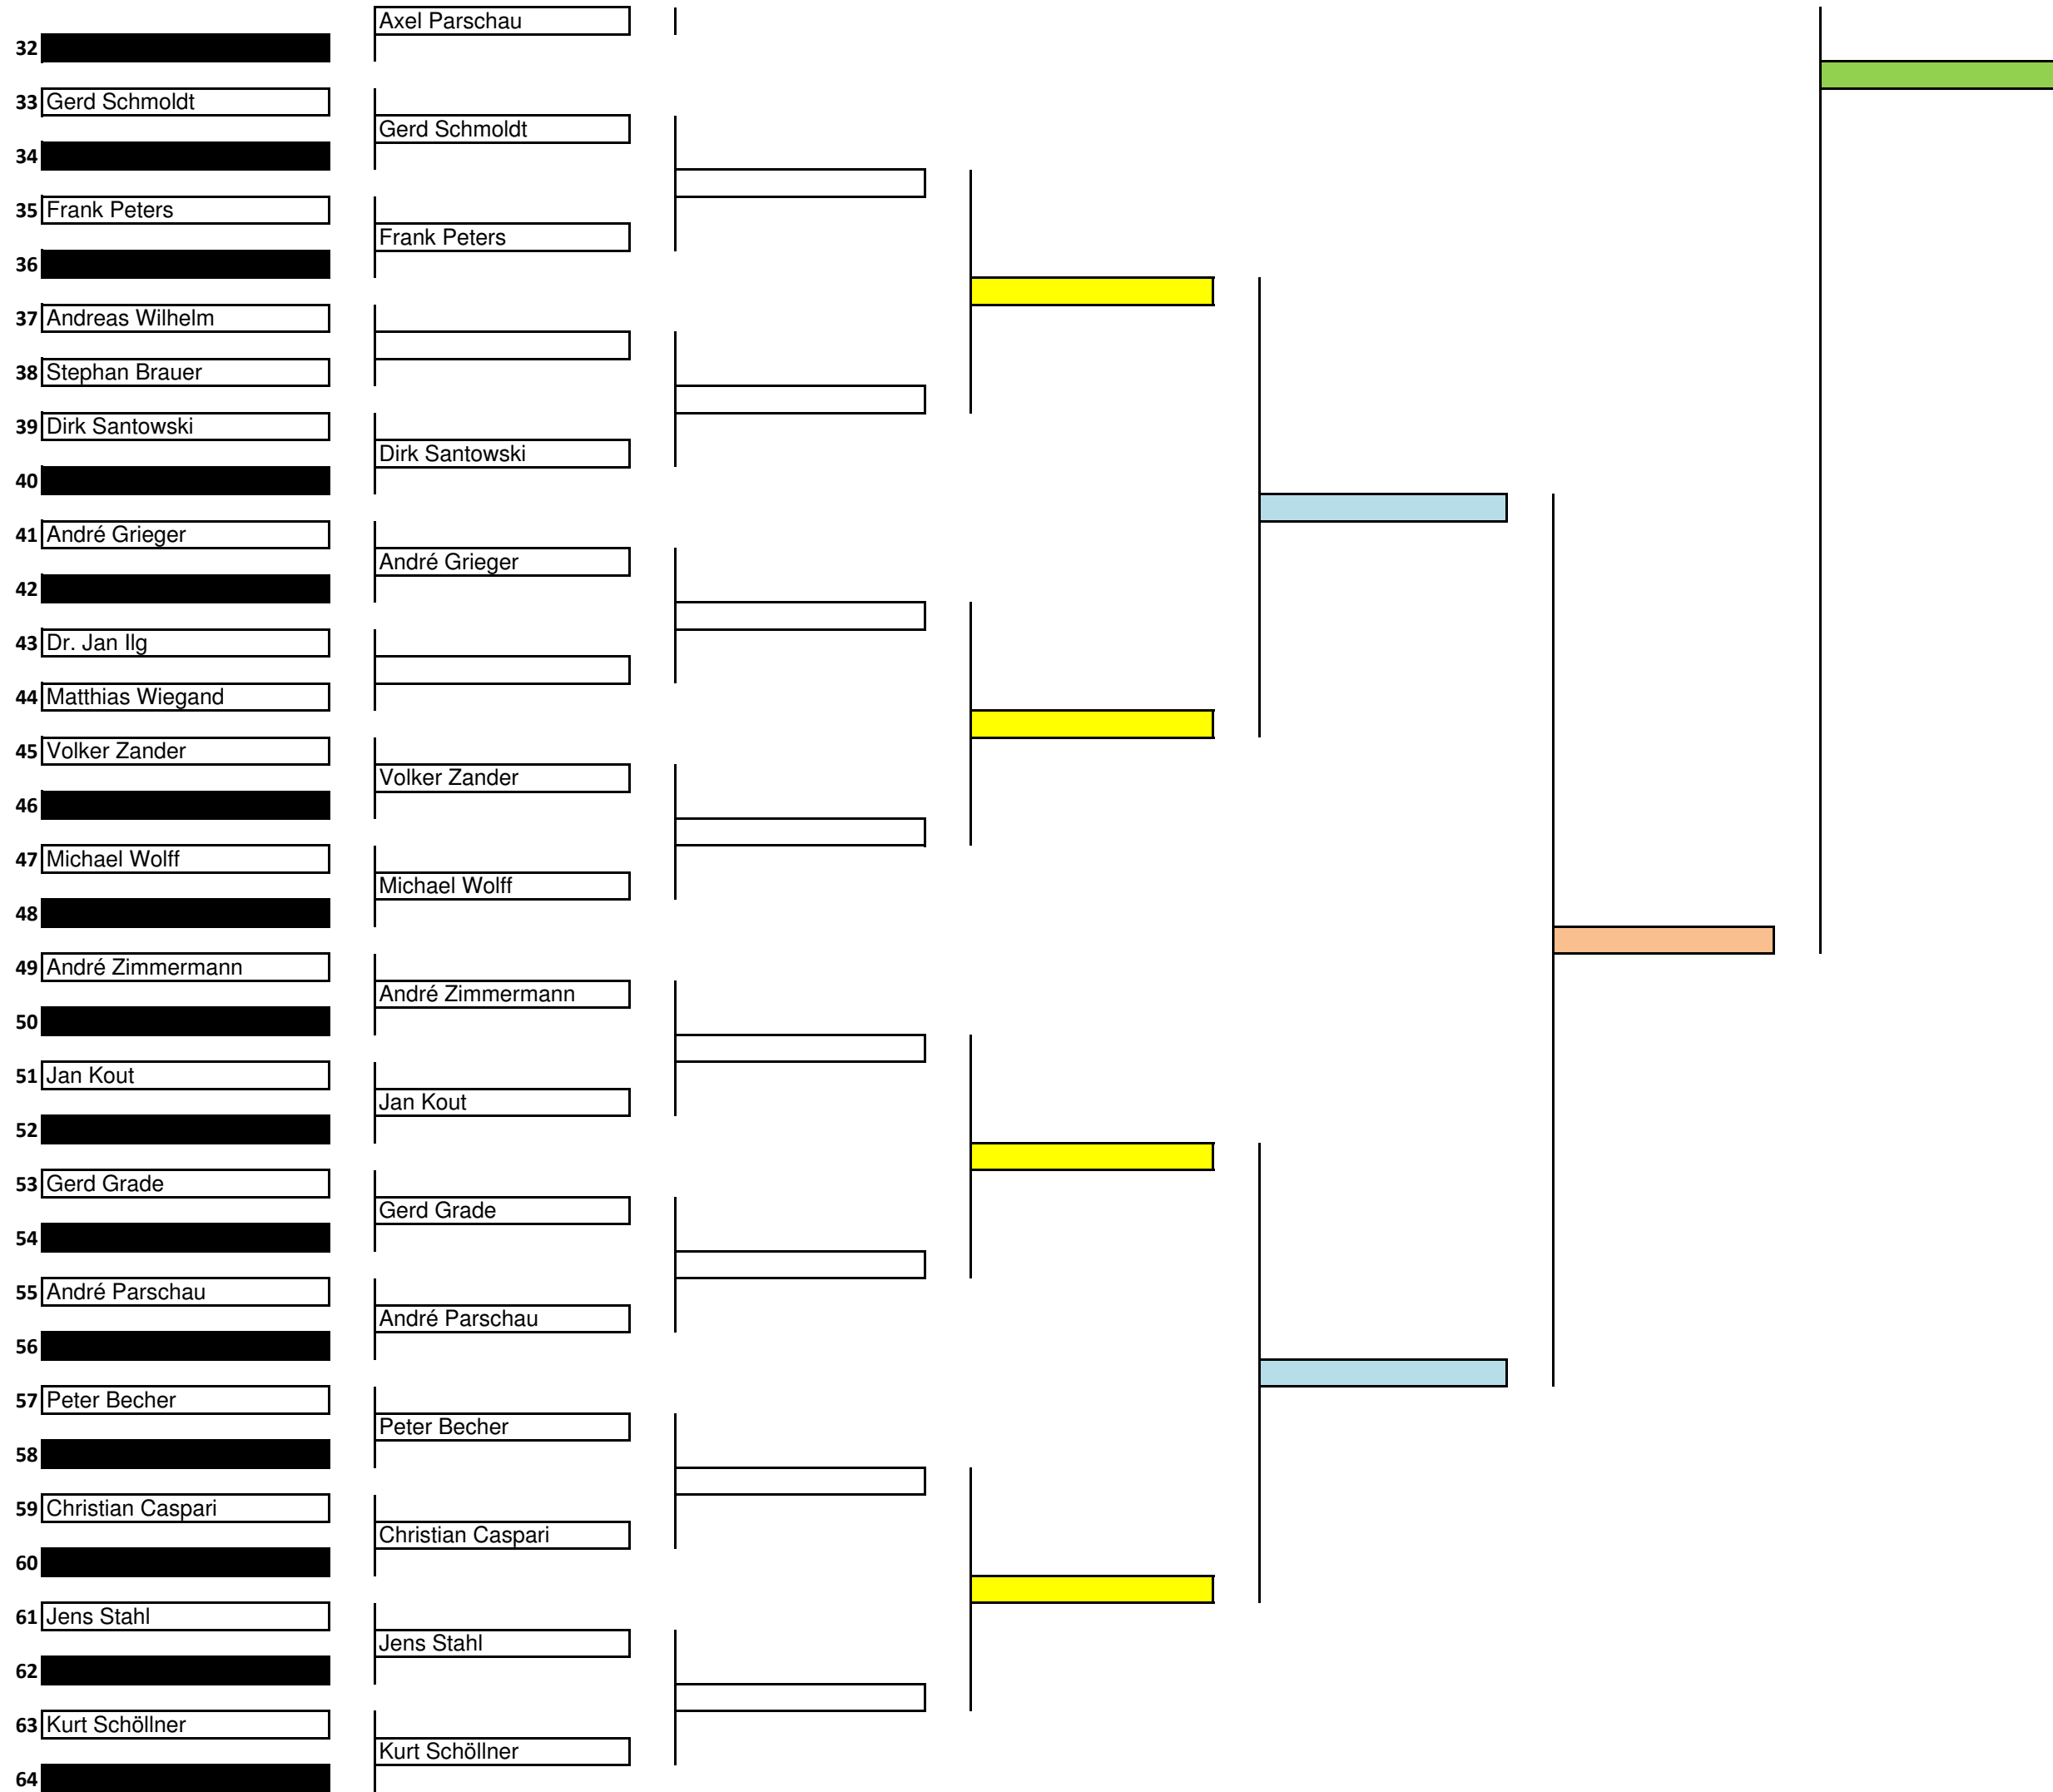 Axel Parschau
32
33 Gerd Schmoldt
Gerd Schmoldt
34
35 Frank Peters
Frank Peters
36
37 Andreas Wilhelm
38 Stephan Brauer
39 Dirk Santowski
Dirk Santowski
40
41 André Grieger
André Grieger
42
43 Dr. Jan Ilg
44 Matthias Wiegand
45 Volker Zander
Volker Zander
46
47 Michael Wolff
Michael Wolff
48
49 André Zimmermann
André Zimmermann
50
51 Jan Kout
Jan Kout
52
53 Gerd Grade
Gerd Grade
54
55 André Parschau
André Parschau
56
57 Peter Becher
Peter Becher
58
59 Christian Caspari
Christian Caspari
60
61 Jens Stahl
Jens Stahl
62
63 Kurt Schöllner
Kurt Schöllner
64